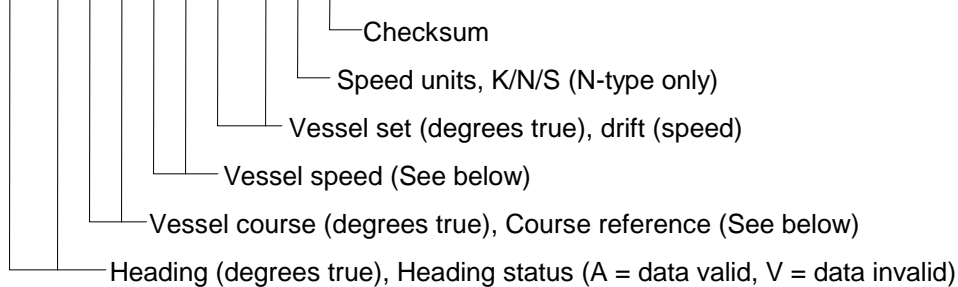 Checksum
Speed units, K/N/S (N-type only)
Vessel set (degrees true), drift (speed)
Vessel speed (See below)
Vessel course (degrees true), Course reference (See below)
Heading (degrees true), Heading status (A = data valid, V = data invalid)